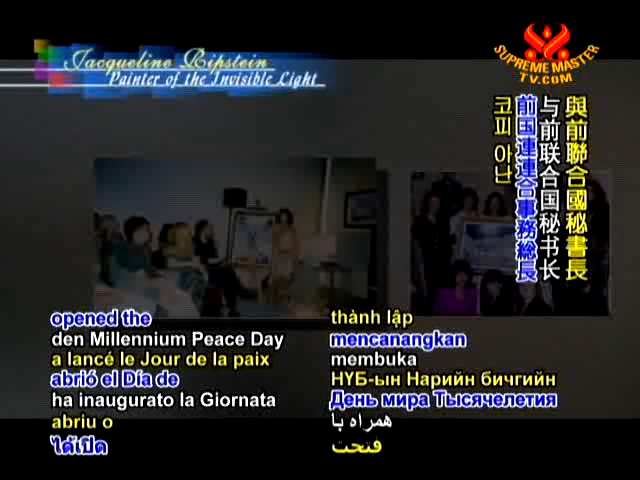 Jacqueline Ripstein
Painter of the Invisible Light
SUPREME MASTER
TV.COM
與前聯合國秘書長
与前联合国秘书长
前国連連合事務総長
코피 아난
opened the
den Millennium Peace Day
a lancé le Jour de la paix
abrió el Día de
ha inaugurato la Giornata
abriu o
ได้เปิด
thành lập
mencanangkan
membuka
НҮБ-ын Нарийн бичгийн
День мира Тысячелетия
همراه با
فتحت